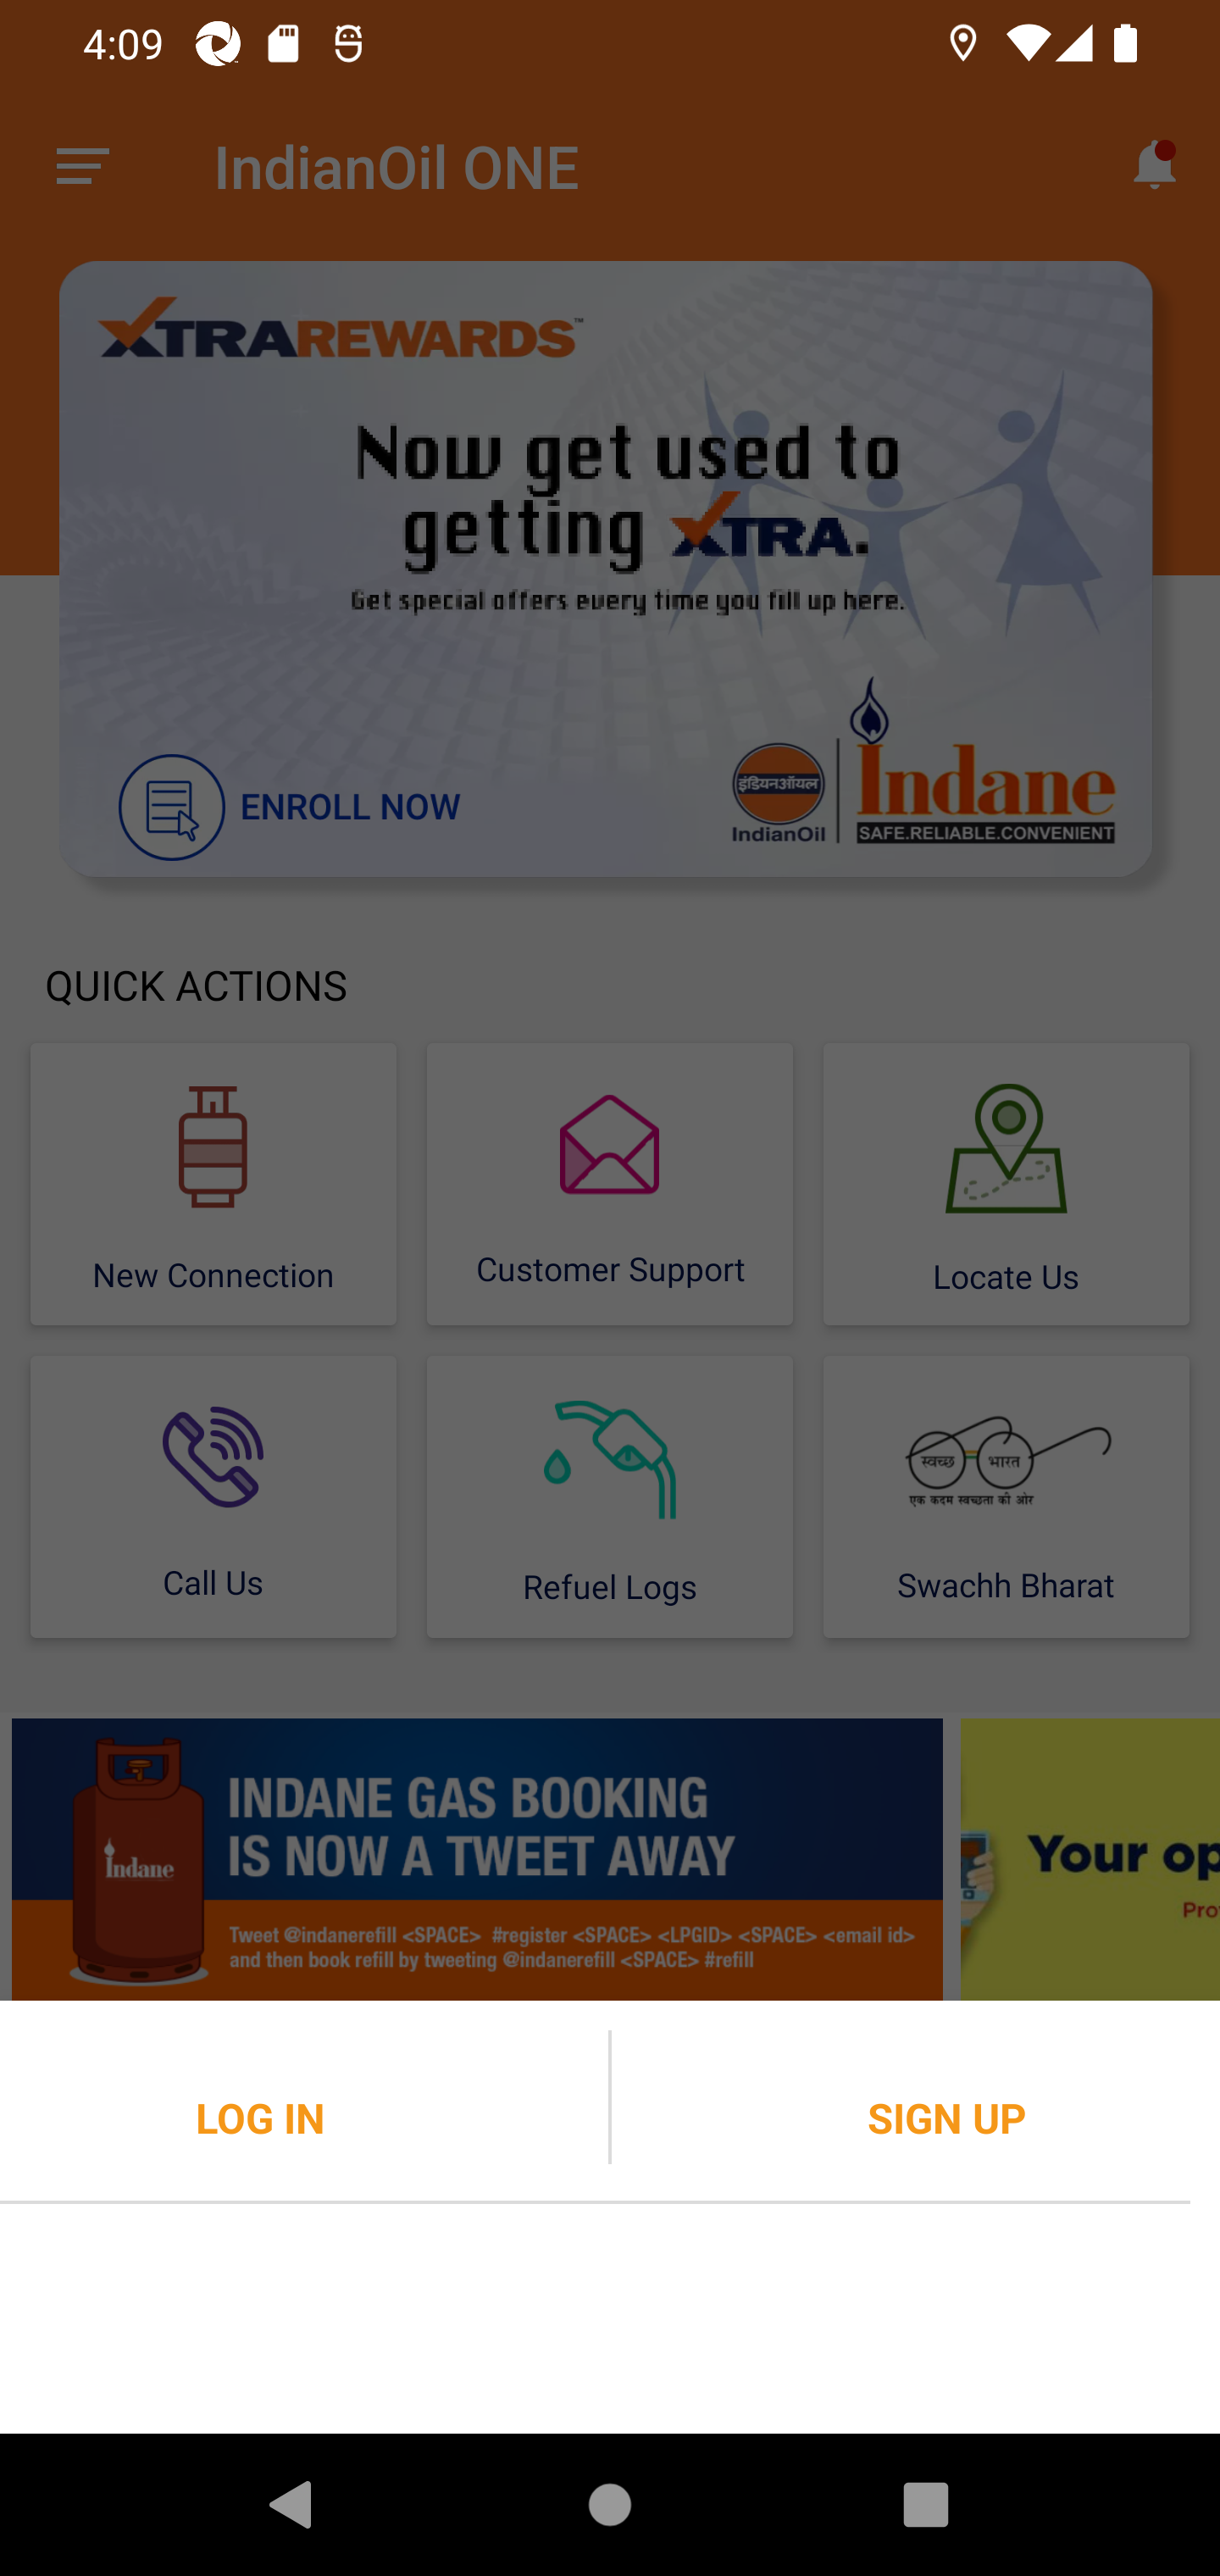 4:09
IndianOil ONE
XTRAREWARDS™
Now get used to
getting XTRA.
Get special offers every time you fill up here.
ENROLL NOW
इंडियनऑयल
IndianOil
Indane
SAFE.RELIABLE.CONVENIENT
QUICK ACTIONS
New Connection
Customer Support
Locate Us
स्वच्छ भारत
एक कदम स्वच्छता की ओर
Call Us
Refuel Logs
Swachh Bharat
Indane
INDANE GAS BOOKING
IS NOW A TWEET AWAY
Tweet @indanerefill <SPACE> #register <SPACE> <LPGID> <SPACE> <email id>
and then book refill by tweeting @indanerefill <SPACE> #refill
Your op
Pro
LOG IN
SIGN UP